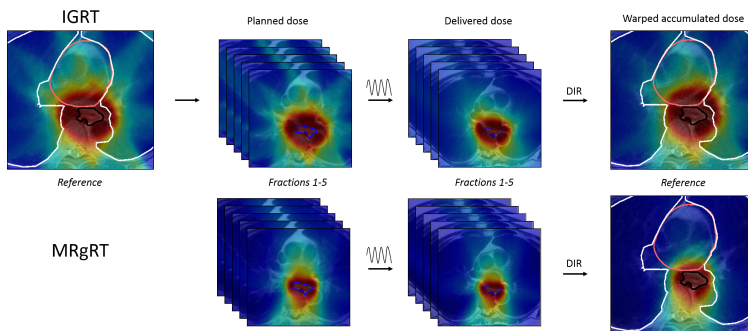 IGRT
Planned dose
Delivered dose
Warped accumulated dose
DIR
Reference
Fractions 1-5
Fractions 1-5
Reference
MRgRT
DIR